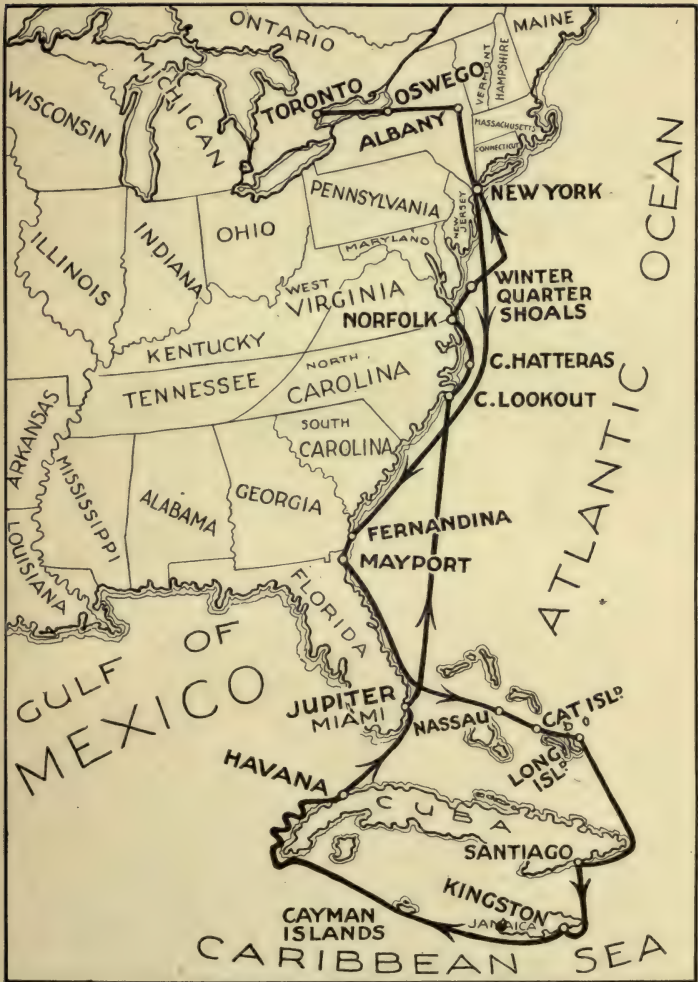 ONTARIO
MAINE
WISCONSIN
MICHIGAN
TORONTO
OSWEGO
VERMONT
HAMPSHIRE
ALBANY
MASSACHUSETTS
CONNECTICUT
NEW YORK
OCEAN
PENNSYLVANIA
NEW
JERSEY
ILLINOIS
INDIANA
OHIO
MARYLAND
WEST
VIRGINIA
WINTER
QUARTER
SHOALS
NORFOLK
KENTUCKY
C. HATTERAS
TENNESSEE
NORTH
CAROLINA
C. LOOKOUT
ATLANTIC
ARKANSAS
SOUTH
CAROLINA
MISSISSIPPI
ALABAMA
GEORGIA
LOUISIANA
FERNANDINA
MAYPORT
FLORIDA
GULF OF
MEXICO
JUPITER
MIAMI
NASSAU
CAT ISLD.
LONG
ISLD.
HAVANA
CUBA
SANTIAGO
KINGSTON
JAMAICA
CAYMAN
ISLANDS
CARIBBEAN SEA